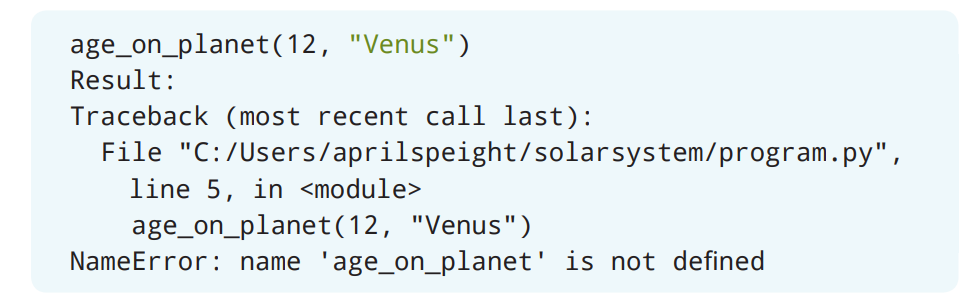 age_on_planet(12, "Venus")
Result:
Traceback (most recent call last):
File "C:/Users/aprilspeight/solarsystem/program.py",
line 5, in <module>
age_on_planet(12, "Venus")
NameError: name 'age_on_planet' is not defined